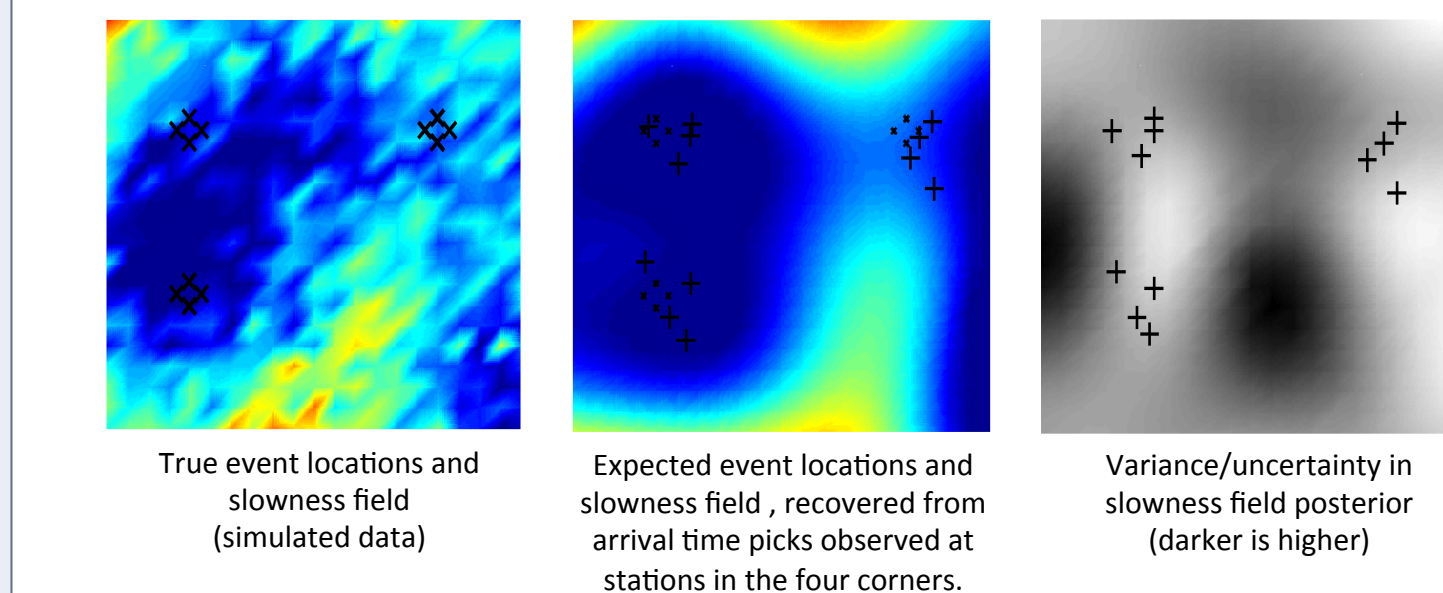 True event locations and
slowness field
(simulated data)
Expected event locations and
slowness field , recovered from
arrival time picks observed at
stations in the four corners.
Variance/uncertainty in
slowness field posterior
(darker is higher)